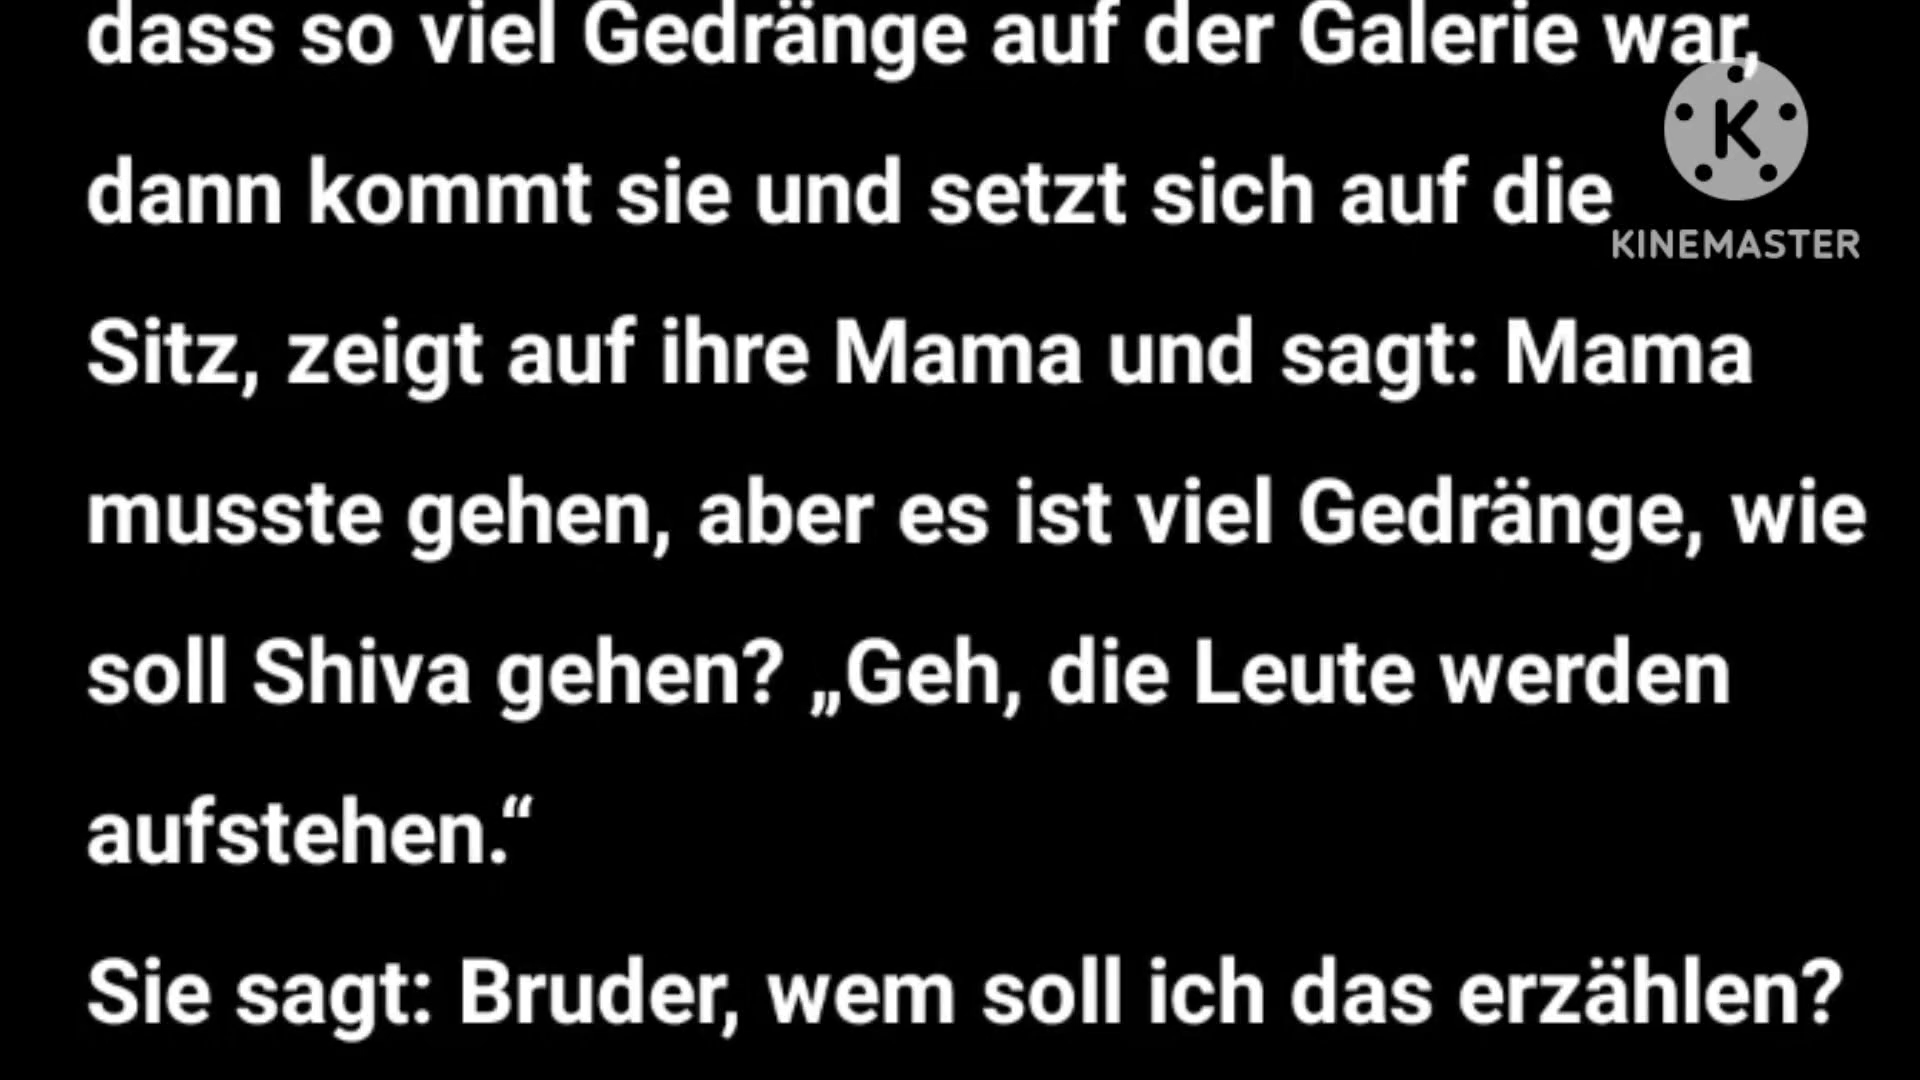 dass so viel Gedränge auf der Galerie war,
dann kommt sie und setzt sich auf die
KINEMASTER
Sitz, zeigt auf ihre Mama und sagt: Mama
musste gehen, aber es ist viel Gedränge, wie
soll Shiva gehen? „Geh, die Leute werden
aufstehen.“
Sie sagt: Bruder, wem soll ich das erzählen?